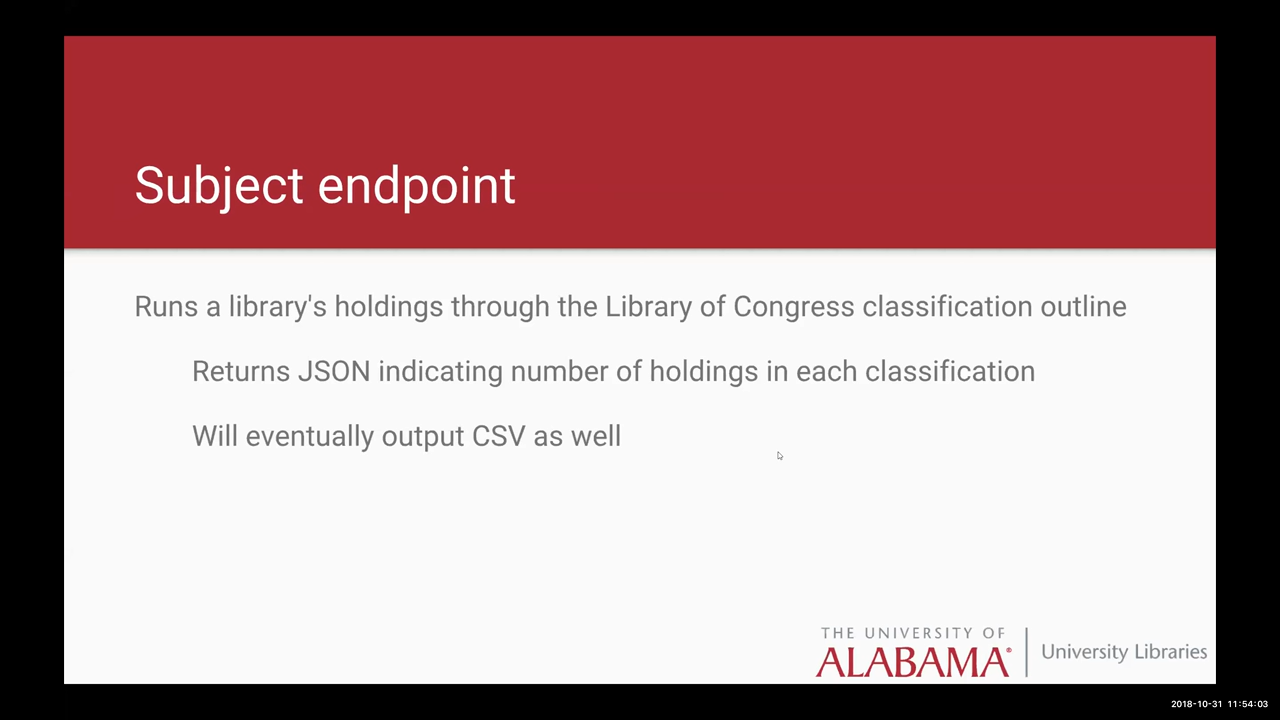 Subject endpoint
Runs a library's holdings through the Library of Congress classification outline
Returns JSON indicating number of holdings in each classification
Will eventually output CSV as well
THE UNIVERSITY OF
ALABAMA®
University Libraries
2018-10-31 11:54:03